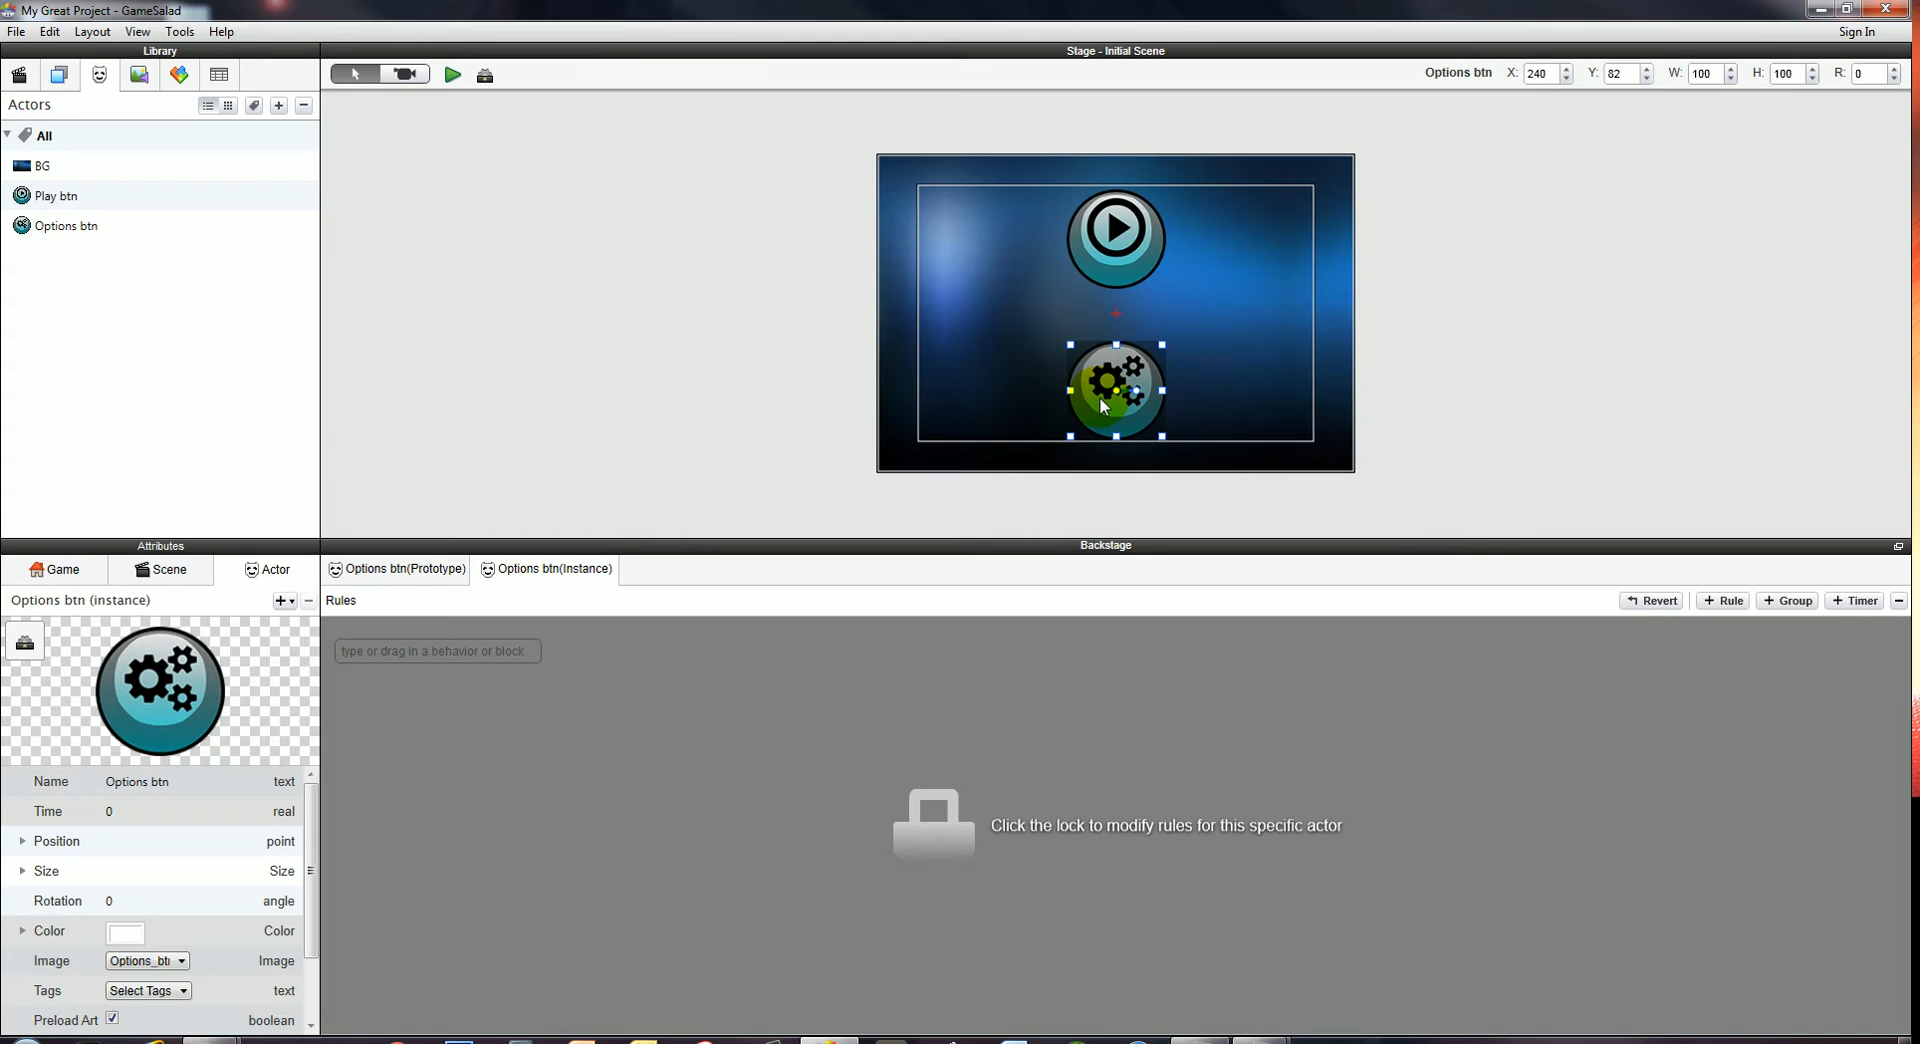 My Great Project - GameSalad
File Edit Layout View Tools Help Sign In
Library
Stage - Initial Scene
Options btn X: 240 Y: 82 W: 100 H: 100 R: 0
Actors
All
BG
Play btn
Options btn
Attributes
Backstage
Game Scene Actor
Options btn(Prototype) Options btn(Instance)
Options btn (instance)
Rules
Revert + Rule + Group + Timer
type or drag in a behavior or block
Click the lock to modify rules for this specific actor
Name Options btn text
Time 0 real
Position point
Size Size
Rotation 0 angle
Color Color
Image Options_bt Image
Tags Select Tags text
Preload Art boolean